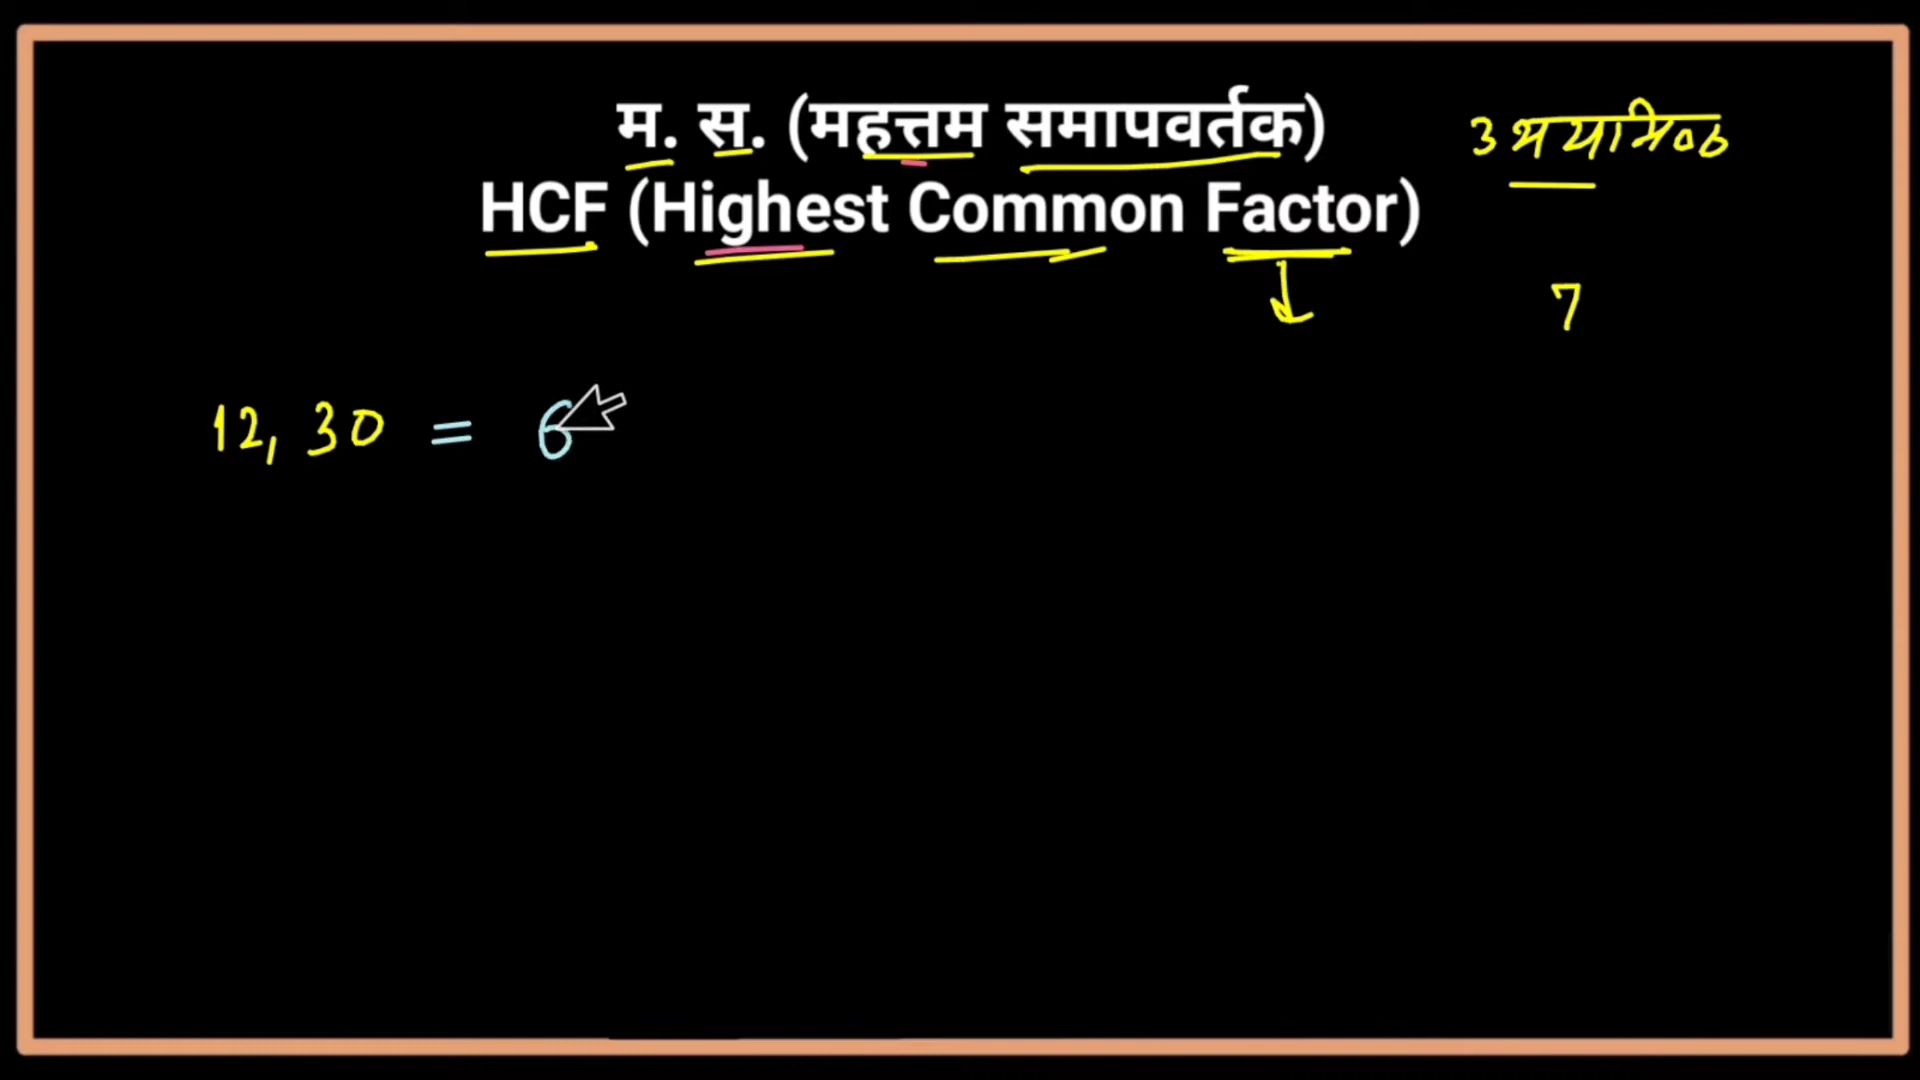 म. स. (महत्तम समापवर्तक)
HCF (Highest Common Factor)
7
12, 30 = 6